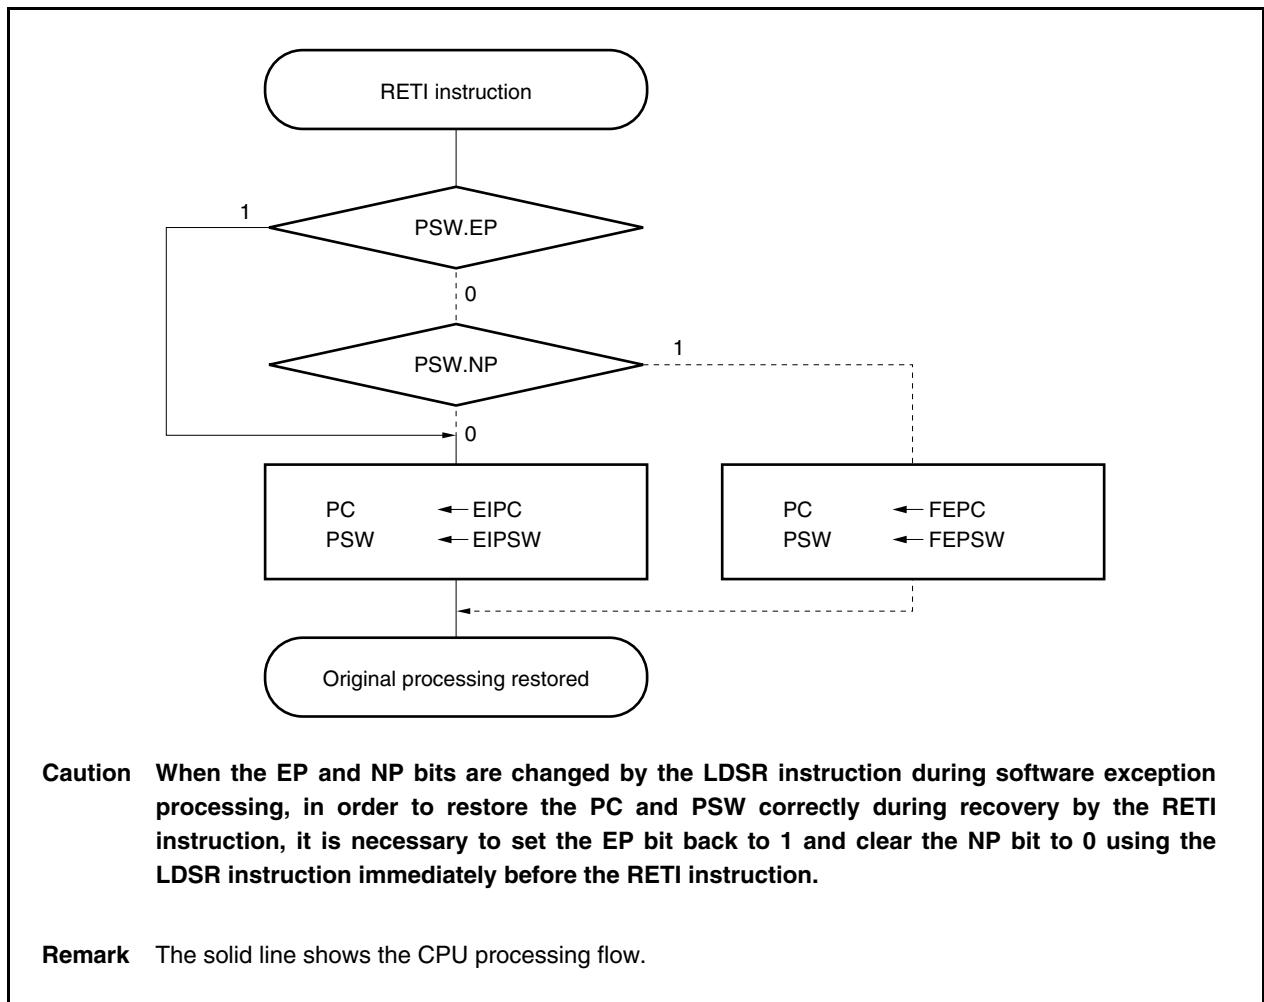 RETI instruction
1
PSW.EP
0
PSW.NP
1
0
PC ← EIPC
PSW ← EIPSW
PC ← FEPC
PSW ← FEPSW
Original processing restored
Caution When the EP and NP bits are changed by the LDSR instruction during software exception
processing, in order to restore the PC and PSW correctly during recovery by the RETI
instruction, it is necessary to set the EP bit back to 1 and clear the NP bit to 0 using the
LDSR instruction immediately before the RETI instruction.
Remark The solid line shows the CPU processing flow.